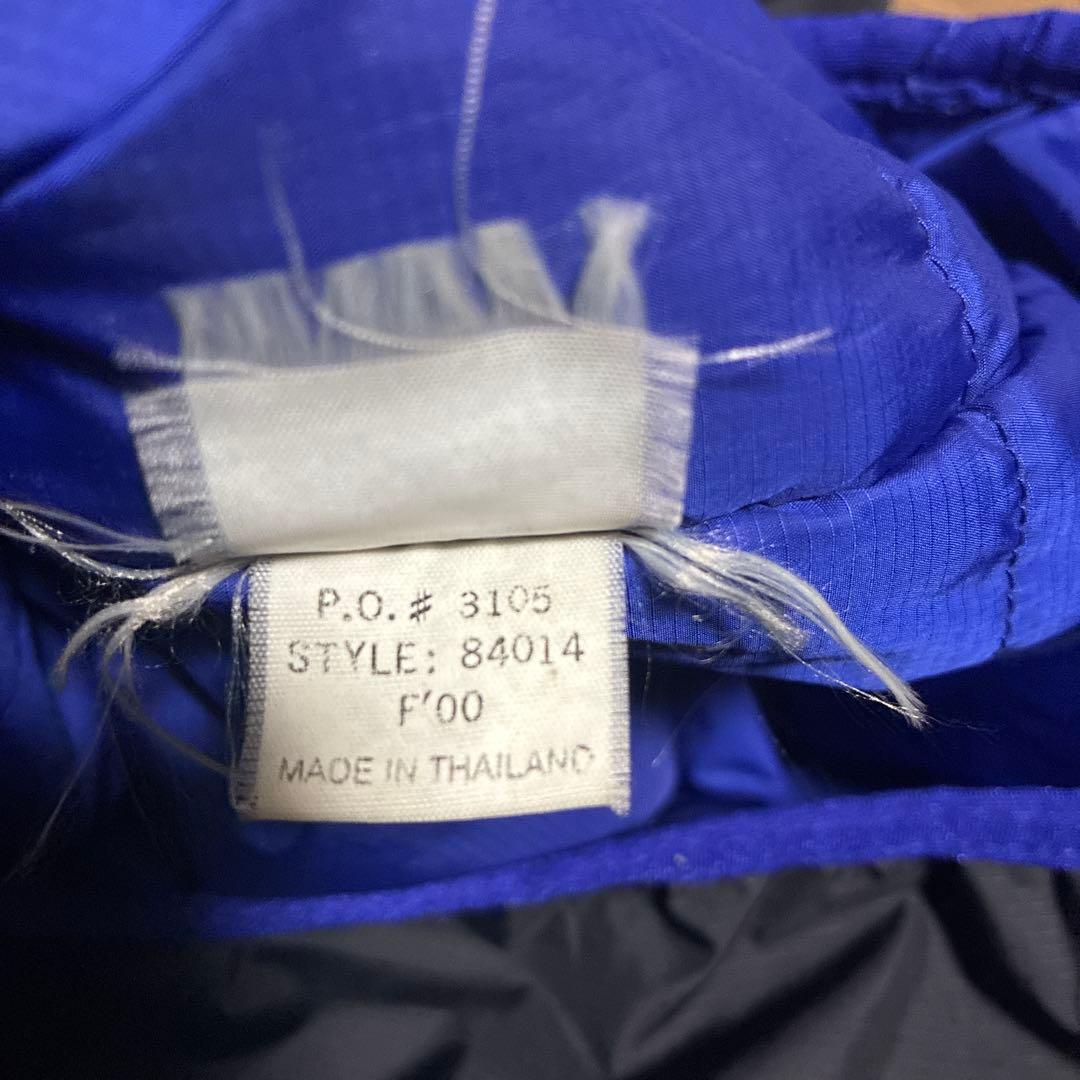 P.O.# 3105
STYLE: 84014
F'00
MADE IN THAILAND